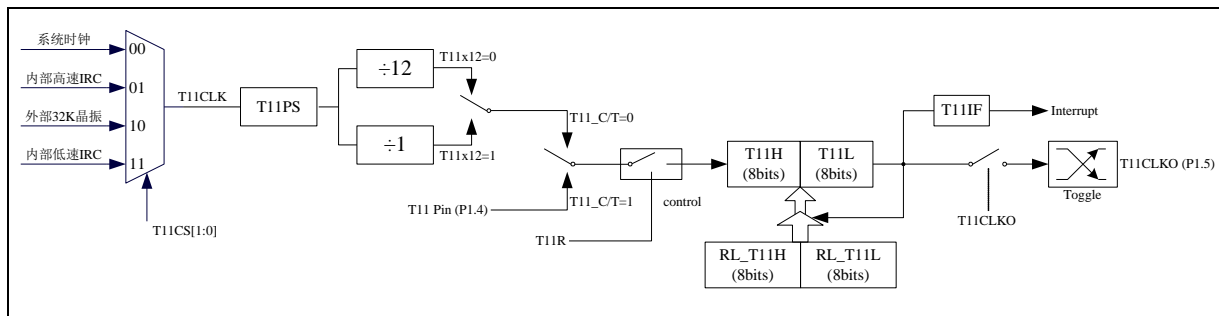 系统时钟
00
内部高速IRC
01
外部32K晶振
10
内部低速IRC
11
T11CS[1:0]
T11CLK
T11PS
÷12
÷1
T11x12=0
T11x12=1
T11_C/T=0
T11_C/T=1
T11 Pin (P1.4)
T11R
control
T11H
(8bits)
T11L
(8bits)
RL_T11H
(8bits)
RL_T11L
(8bits)
T11IF
Interrupt
T11CLKO
T11CLKO (P1.5)
Toggle